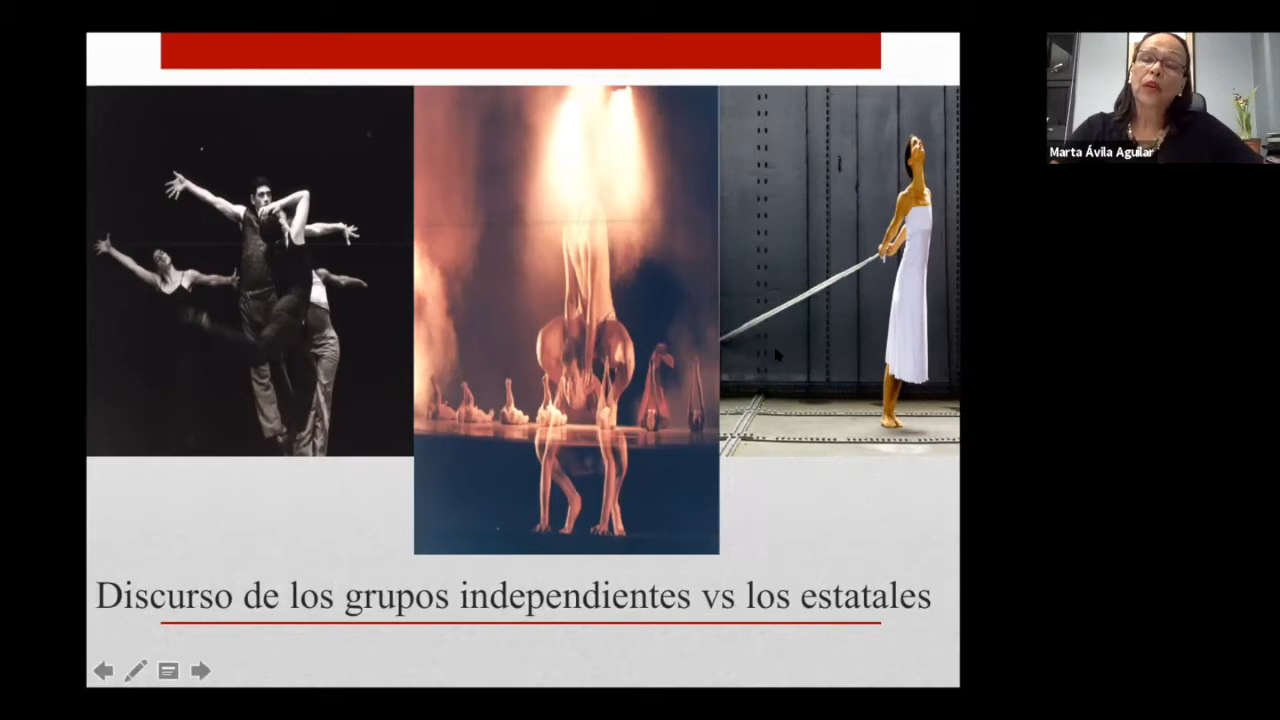 Marta Ávila Aguilar
Discurso de los grupos independientes vs los estatales